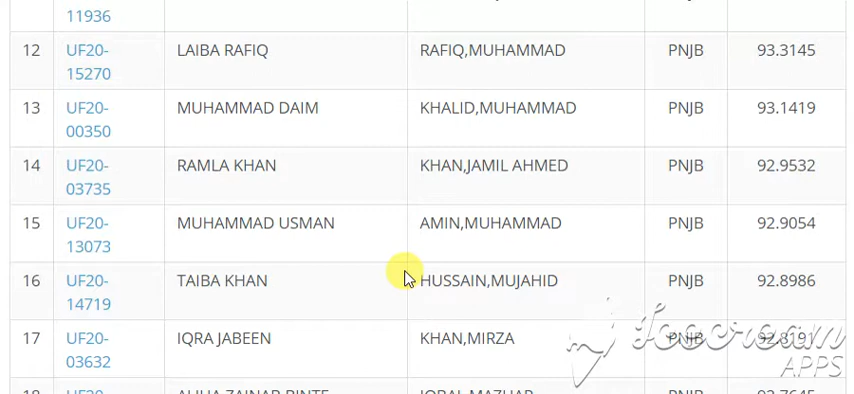 11936
12 UF20- LAIBA RAFIQ RAFIQ,MUHAMMAD PNJB 93.3145
15270
13 UF20- MUHAMMAD DAIM KHALID,MUHAMMAD PNJB 93.1419
00350
14 UF20- RAMLA KHAN KHAN,JAMIL AHMED PNJB 92.9532
03735
15 UF20- MUHAMMAD USMAN AMIN,MUHAMMAD PNJB 92.9054
13073
16 UF20- TAIBA KHAN HUSSAIN,MUJAHID PNJB 92.8986
14719
17 UF20- IQRA JABEEN KHAN,MIRZA PNJB
03632
Icecream
APPS